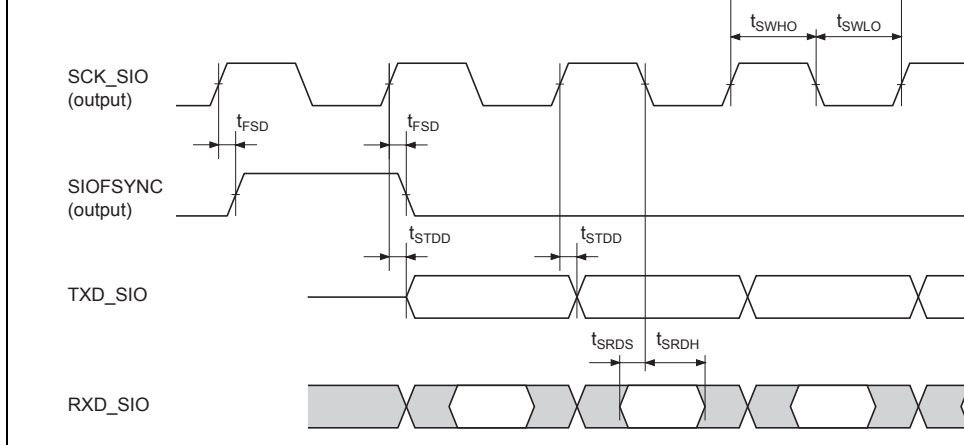 tSWHO tSWLO
SCK_SIO
(output)
tFSD tFSD
SIOFSYNC
(output)
tSTDD tSTDD
TXD_SIO
tSRDS tSRDH
RXD_SIO